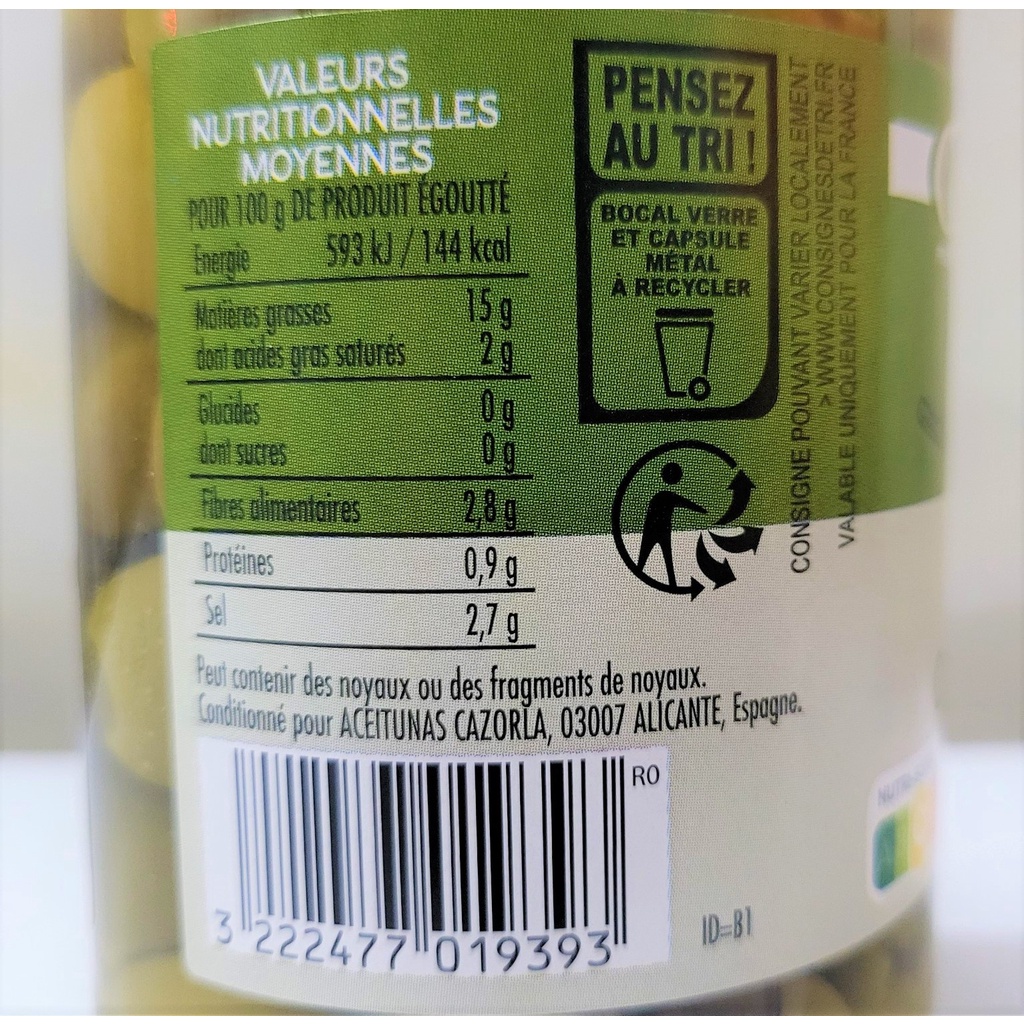 VALEURS
NUTRITIONNELLES
MOYENNES
POUR 100 g DE PRODUIT ÉGOUTTÉ
Énergie 593 kJ / 144 kcal
Matières grasses 15 g
dont acides gras saturés 2 g
Glucides 0 g
dont sucres 0 g
Fibres alimentaires 2,8 g
Protéines 0,9 g
Sel 2,7 g
Peut contenir des noyaux ou des fragments de noyaux.
Conditionné pour ACEITUNAS CAZORLA, 03007 ALICANTE, Espagne.
RO
3 222477 019393
ID=B1
PENSEZ
AU TRI !
BOCAL VERRE
ET CAPSULE
MÉTAL
À RECYCLER
CONSIGNE POUVANT VARIER LOCALEMENT
> WWW.CONSIGNESDETRI.FR
VALABLE UNIQUEMENT POUR LA FRANCE